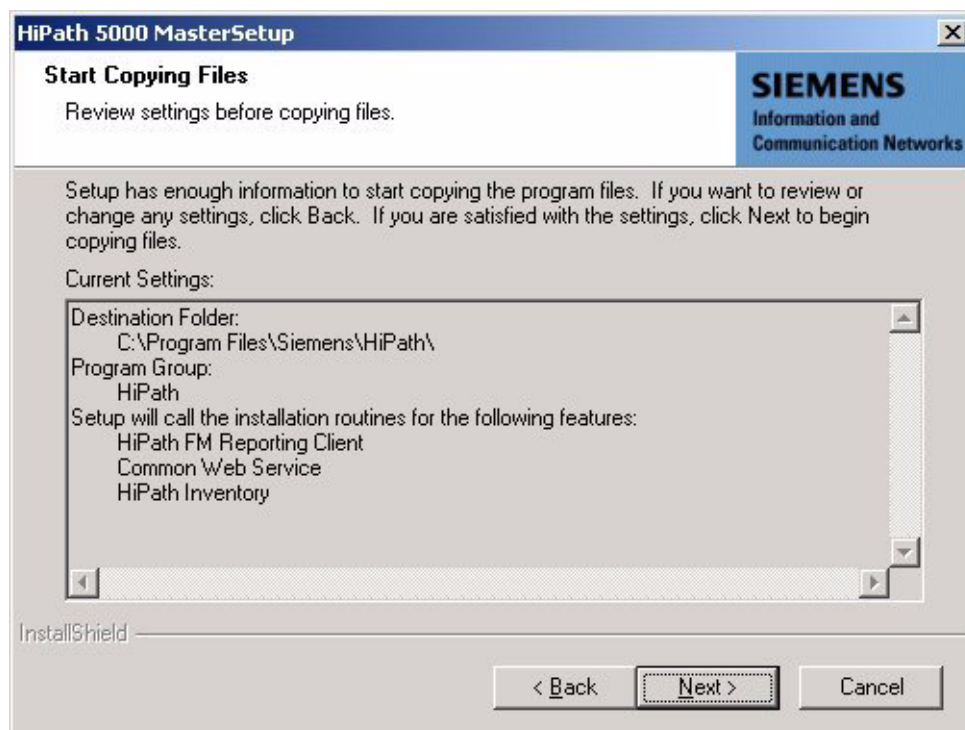 HiPath 5000 MasterSetup
Start Copying Files
Review settings before copying files.
SIEMENS
Information and
Communication Networks
Setup has enough information to start copying the program files.  If you want to review or
change any settings, click Back.  If you are satisfied with the settings, click Next to begin
copying files.
Current Settings:
Destination Folder:
C:\Program Files\Siemens\HiPath\
Program Group:
HiPath
Setup will call the installation routines for the following features:
HiPath FM Reporting Client
Common Web Service
HiPath Inventory
InstallShield
< Back
Next >
Cancel